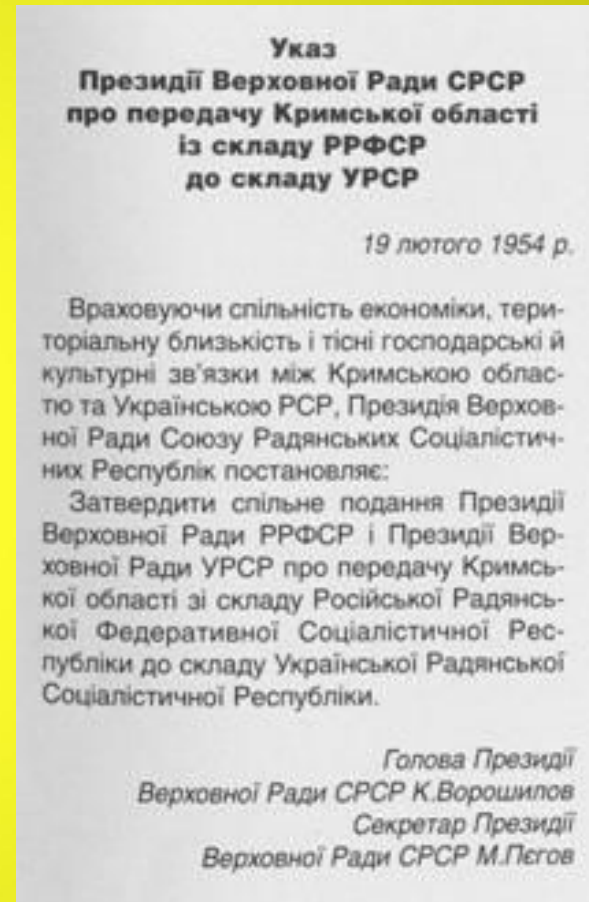 Указ
Президії Верховної Ради СРСР
про передачу Кримської області
із складу РРФСР
до складу УРСР
19 лютого 1954 р.
Враховуючи спільність економіки, тери-
торіальну близькість і тісні господарські й
культурні зв'язки між Кримською облас-
тю та Українською РСР, Президія Верхов-
ної Ради Союзу Радянських Соціалістич-
них Республік постановляє:
Затвердити спільне подання Президії
Верховної Ради РРФСР і Президії Вер-
ховної Ради УРСР про передачу Кримсь-
кої області зі складу Російської Радянсь-
кої Федеративної Соціалістичної Рес-
публіки до складу Української Радянської
Соціалістичної Республіки.
Голова Президії
Верховної Ради СРСР К.Ворошилов
Секретар Президії
Верховної Ради СРСР М.Пєгов